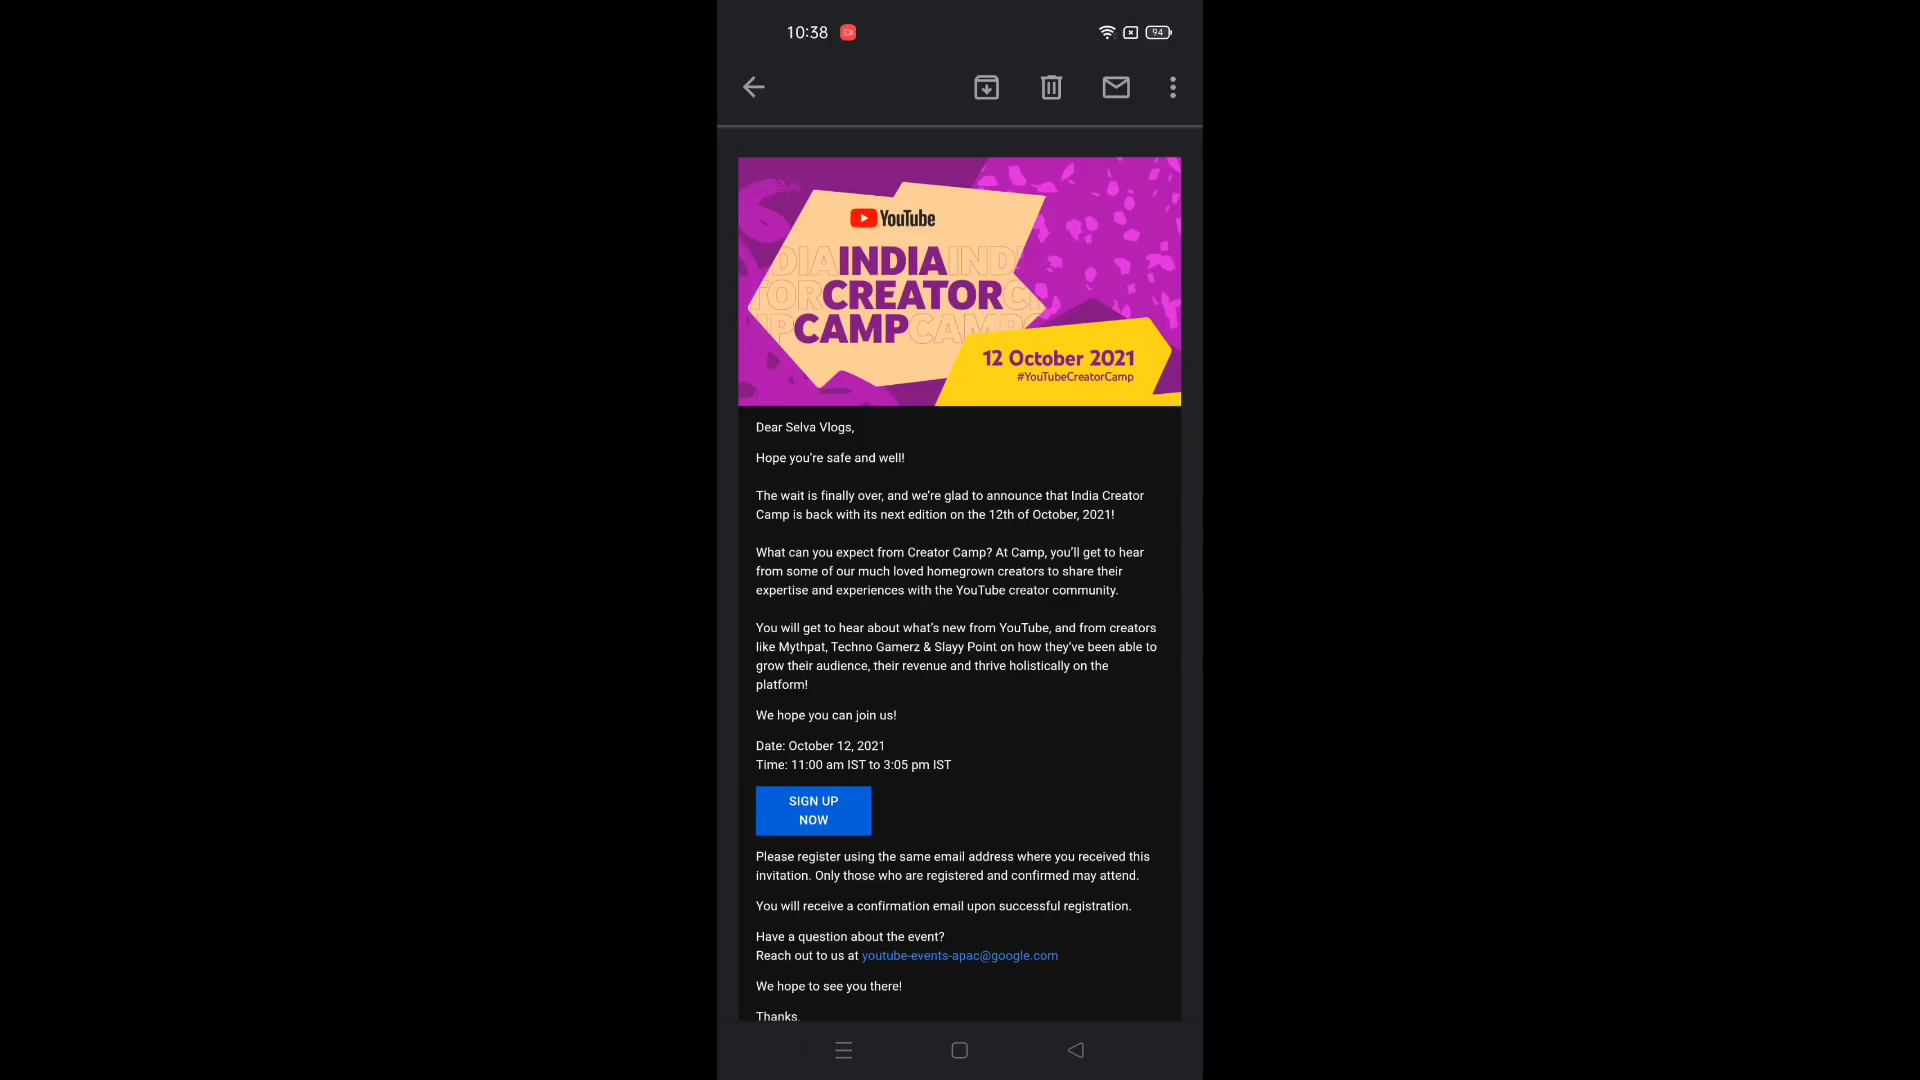 10:38
94
YouTube
DIA INDIA IND
TOR CREATOR C
MP CAMP CAMP
12 October 2021
#YouTubeCreatorCamp
Dear Selva Vlogs,
Hope you’re safe and well!
The wait is finally over, and we’re glad to announce that India Creator
Camp is back with its next edition on the 12th of October, 2021!
What can you expect from Creator Camp? At Camp, you’ll get to hear
from some of our much loved homegrown creators to share their
expertise and experiences with the YouTube creator community.
You will get to hear about what’s new from YouTube, and from creators
like Mythpat, Techno Gamerz & Slayy Point on how they’ve been able to
grow their audience, their revenue and thrive holistically on the
platform!
We hope you can join us!
Date: October 12, 2021
Time: 11:00 am IST to 3:05 pm IST
SIGN UP
NOW
Please register using the same email address where you received this
invitation. Only those who are registered and confirmed may attend.
You will receive a confirmation email upon successful registration.
Have a question about the event?
Reach out to us at youtube-events-apac@google.com
We hope to see you there!
Thanks,